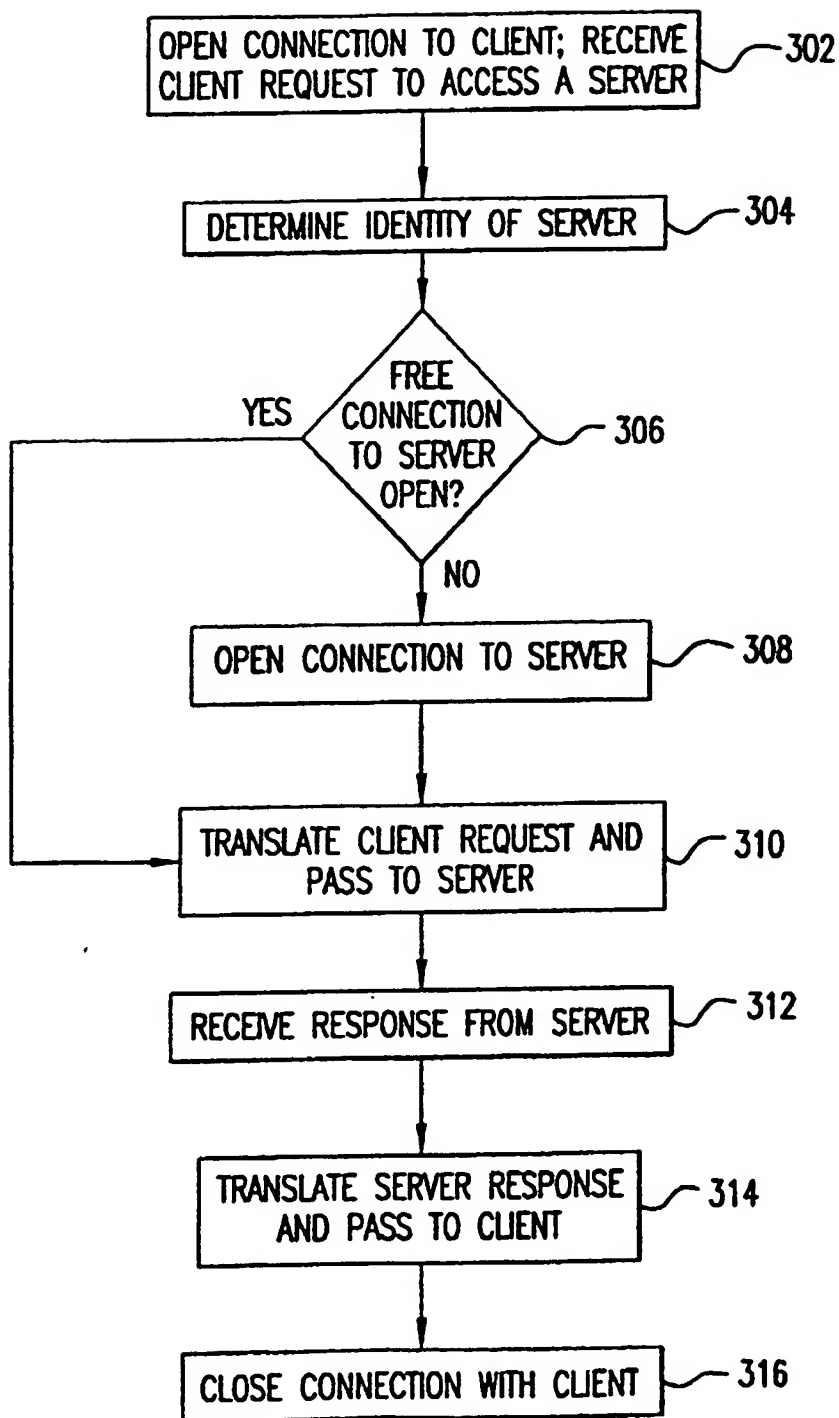 OPEN CONNECTION TO CLIENT; RECEIVE
CLIENT REQUEST TO ACCESS A SERVER
302
DETERMINE IDENTITY OF SERVER
304
FREE
CONNECTION
TO SERVER
OPEN?
306
YES
NO
OPEN CONNECTION TO SERVER
308
TRANSLATE CLIENT REQUEST AND
PASS TO SERVER
310
RECEIVE RESPONSE FROM SERVER
312
TRANSLATE SERVER RESPONSE
AND PASS TO CLIENT
314
CLOSE CONNECTION WITH CLIENT
316